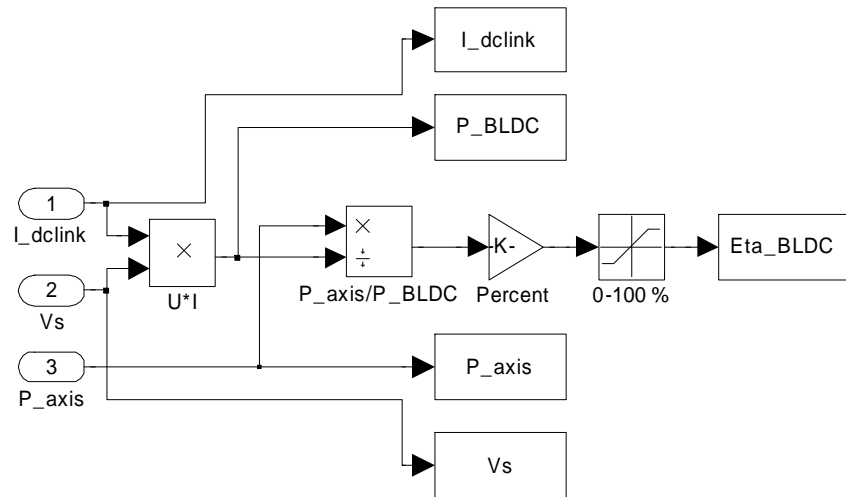 I_dclink
P_BLDC
1
I_dclink
×
U*I
×
÷
P_axis/P_BLDC
-K-
Percent
0-100 %
Eta_BLDC
2
Vs
3
P_axis
P_axis
Vs